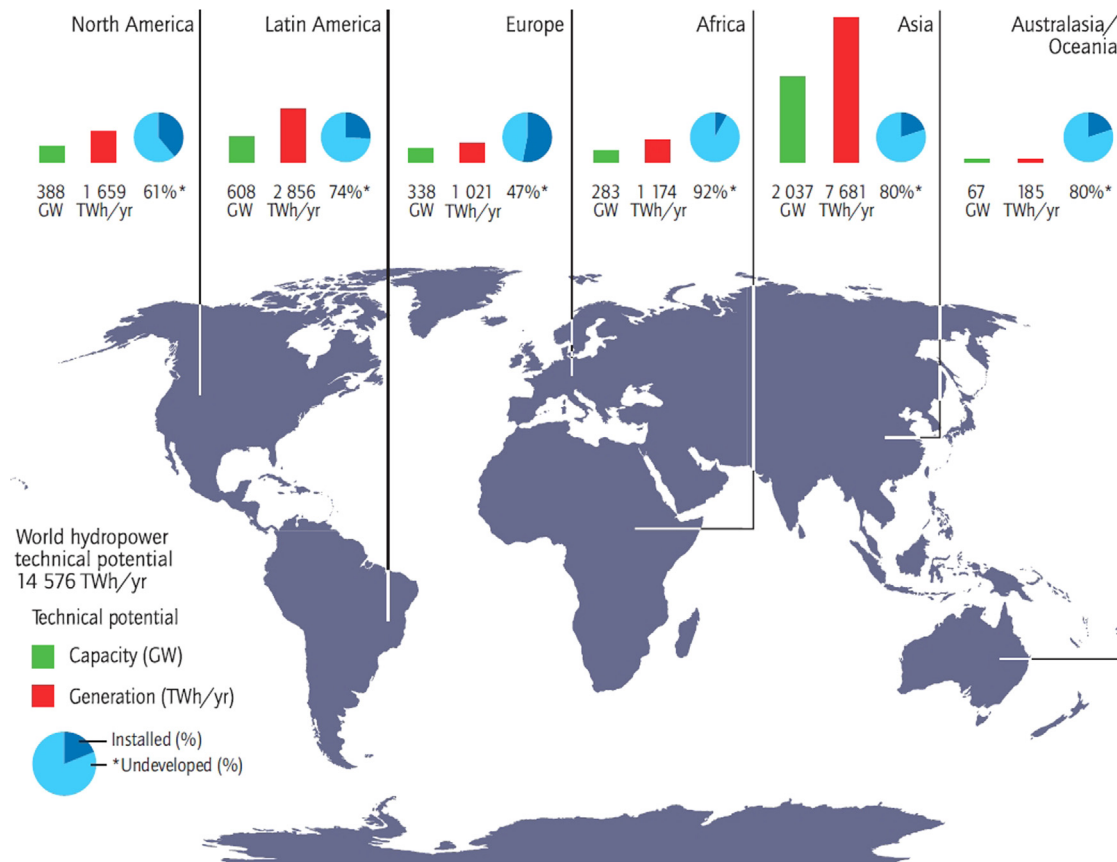 North America
388
GW
1 659
TWh/yr
61%*
Latin America
608
GW
2 856
TWh/yr
74%*
Europe
338
GW
1 021
TWh/yr
47%*
Africa
283
GW
1 174
TWh/yr
92%*
Asia
2 037
GW
7 681
TWh/yr
80%*
Australasia/
Oceania
67
GW
185
TWh/yr
80%*
World hydropower
technical potential
14 576 TWh/yr
Technical potential
Capacity (GW)
Generation (TWh/yr)
Installed (%)
*Undeveloped (%)